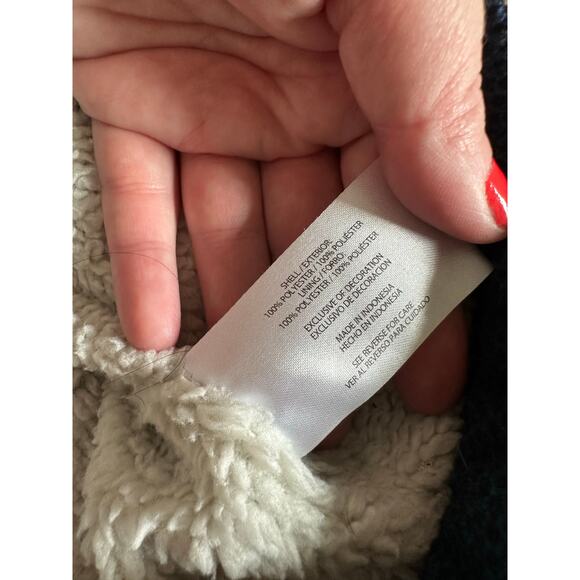 SHELL / EXTERIOR:
100% POLYESTER / 100% POLIÉSTER
LINING / FORRO:
100% POLYESTER / 100% POLIÉSTER
EXCLUSIVE OF DECORATION
EXCLUSIVO DE DECORACIÓN
MADE IN INDONESIA
HECHO EN INDONESIA
SEE REVERSE FOR CARE
VER AL REVERSO PARA CUIDADO